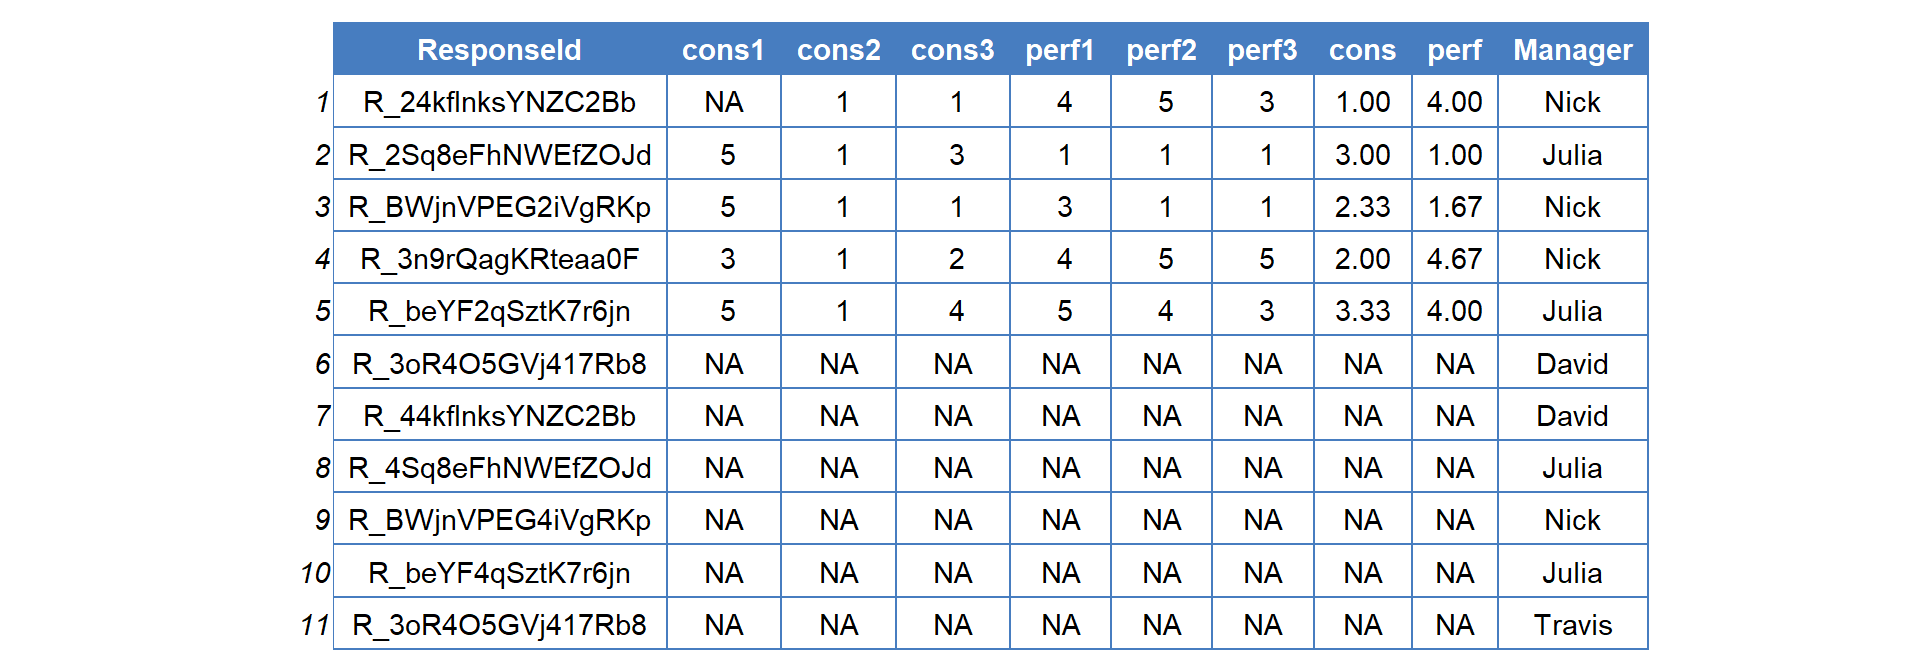 ResponseId cons1 cons2 cons3 perf1 perf2 perf3 cons perf Manager
1 R_24kflnksYNZC2Bb NA 1 1 4 5 3 1.00 4.00 Nick
2 R_2Sq8eFhNWEfZOJd 5 1 3 1 1 1 3.00 1.00 Julia
3 R_BWjnVPEG2iVgRKp 5 1 1 3 1 1 2.33 1.67 Nick
4 R_3n9rQagKRteaa0F 3 1 2 4 5 5 2.00 4.67 Nick
5 R_beYF2qSztK7r6jn 5 1 4 5 4 3 3.33 4.00 Julia
6 R_3oR4O5GVj417Rb8 NA NA NA NA NA NA NA NA David
7 R_44kflnksYNZC2Bb NA NA NA NA NA NA NA NA David
8 R_4Sq8eFhNWEfZOJd NA NA NA NA NA NA NA NA Julia
9 R_BWjnVPEG4iVgRKp NA NA NA NA NA NA NA NA Nick
10 R_beYF4qSztK7r6jn NA NA NA NA NA NA NA NA Julia
11 R_3oR4O5GVj417Rb8 NA NA NA NA NA NA NA NA Travis